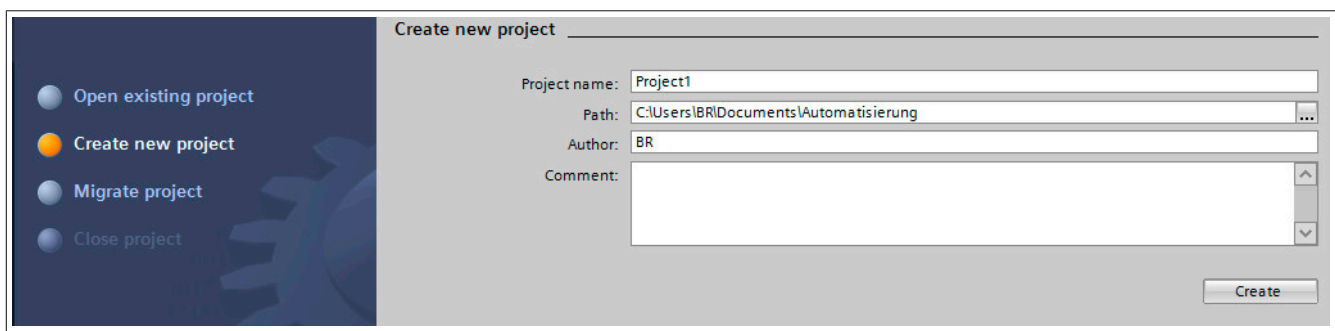 Open existing project
Create new project
Migrate project
Close project
Create new project
Project name: Project1
Path: C:\Users\BR\Documents\Automatisierung ...
Author: BR
Comment:
Create